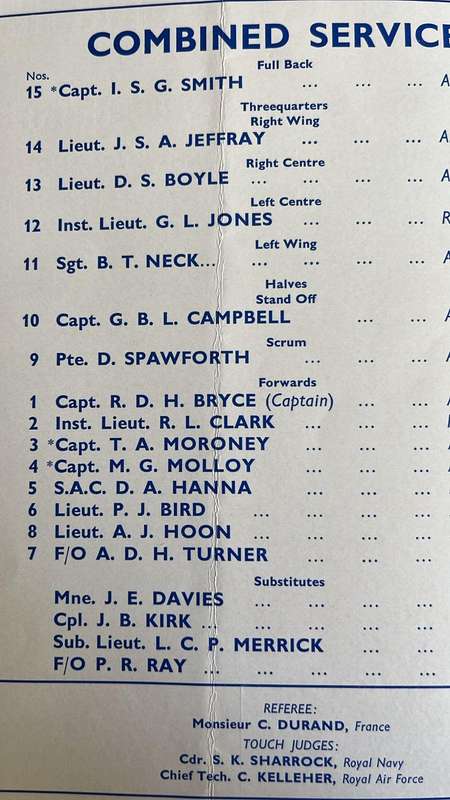 COMBINED SERVICE
Full Back
Nos.
15 *Capt. I. S. G. SMITH ... ... ... A
Threequarters
Right Wing
14 Lieut. J. S. A. JEFFRAY ... ... ... A
Right Centre
13 Lieut. D. S. BOYLE ... ... ... A
Left Centre
12 Inst. Lieut. G. L. JONES ... ... ... R
Left Wing
11 Sgt. B. T. NECK... ... ... ... A
Halves
Stand Off
10 Capt. G. B. L. CAMPBELL ... ... A
Scrum
9 Pte. D. SPAWFORTH ... ... ... A
Forwards
1 Capt. R. D. H. BRYCE (Captain) ... ...
2 Inst. Lieut. R. L. CLARK ... ... ...
3 *Capt. T. A. MORONEY ... ... ...
4 *Capt. M. G. MOLLOY ... ... ...
5 S.A.C. D. A. HANNA ... ... ...
6 Lieut. P. J. BIRD ... ... ... ...
8 Lieut. A. J. HOON ... ... ... ...
7 F/O A. D. H. TURNER ... ... ...
Substitutes
Mne. J. E. DAVIES ... ... ... ...
Cpl. J. B. KIRK ... ... ... ... ...
Sub. Lieut. L. C. P. MERRICK ... ...
F/O P. R. RAY ... ... ... ... ...
REFEREE:
Monsieur C. DURAND, France
TOUCH JUDGES:
Cdr. S. K. SHARROCK, Royal Navy
Chief Tech. C. KELLEHER, Royal Air Force